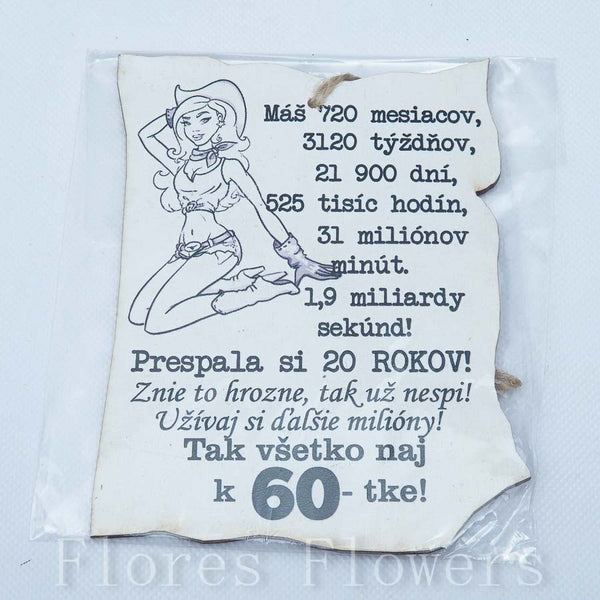 Máš 720 mesiacov,
3120 týždňov,
21 900 dní,
525 tisíc hodín,
31 miliónov
minút.
1,9 miliardy
sekúnd!
Prespala si 20 ROKOV!
Znie to hrozne, tak už nespi!
Užívaj si ďalšie milióny!
Tak všetko naj
k 60- tke!
Flores Flowers